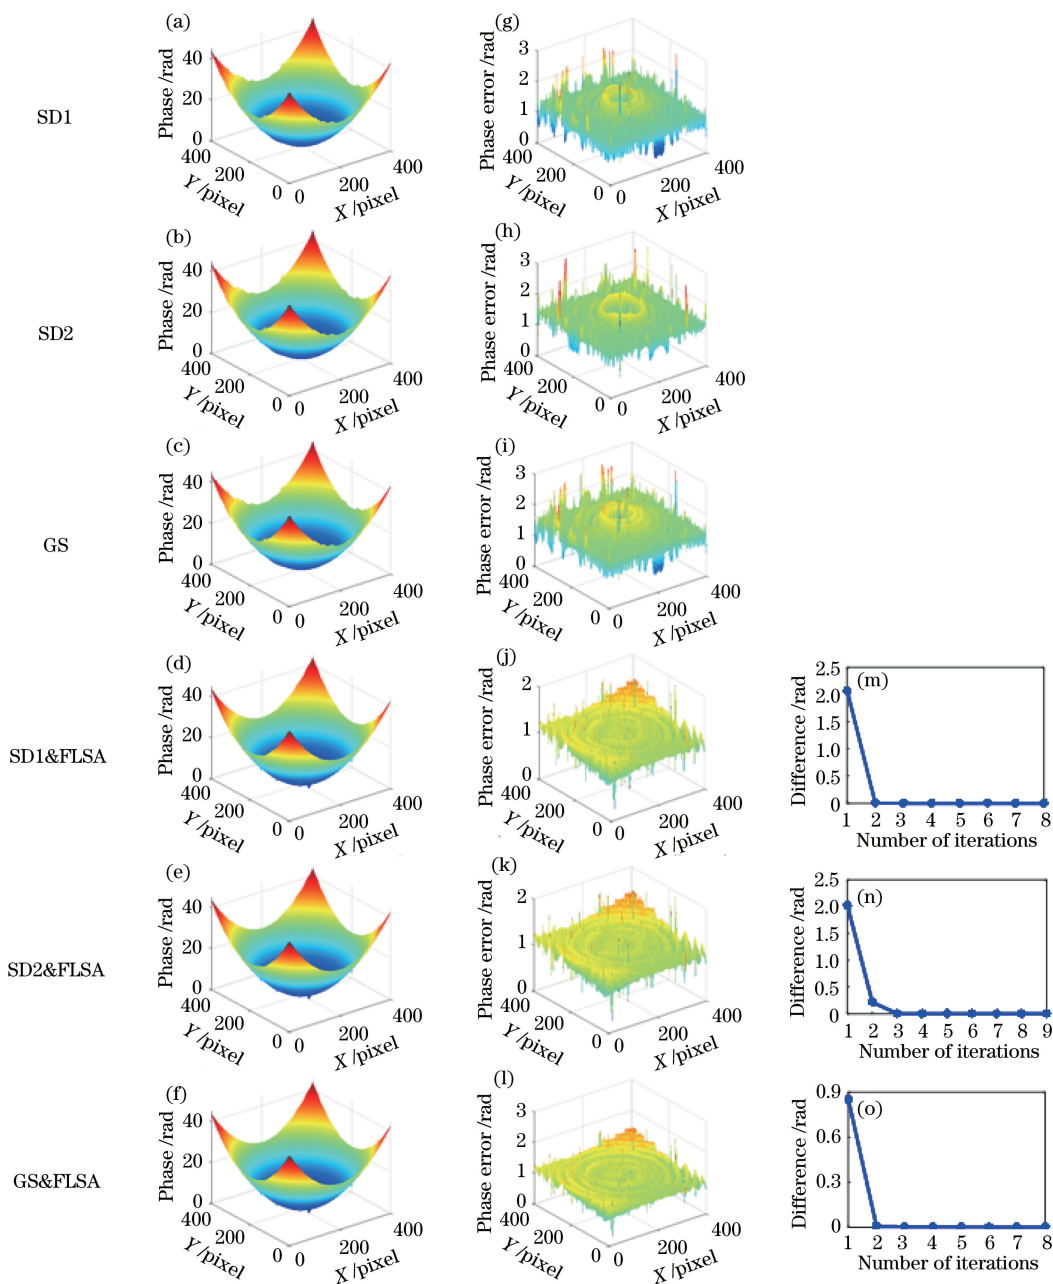 SD1
(a)
Phase /rad
40
20
0
400
200
0
Y /pixel
0
200
400
X /pixel
(g)
Phase error /rad
3
2
1
0
400
200
0
Y /pixel
0
200
400
X /pixel
SD2
(b)
Phase /rad
40
20
0
400
200
0
Y /pixel
0
200
400
X /pixel
(h)
Phase error /rad
3
2
1
0
400
200
0
Y /pixel
0
200
400
X /pixel
GS
(c)
Phase /rad
40
20
0
400
200
0
Y /pixel
0
200
400
X /pixel
(i)
Phase error /rad
3
2
1
0
400
200
0
Y /pixel
0
200
400
X /pixel
SD1&FLSA
(d)
Phase /rad
40
20
0
400
200
0
Y /pixel
0
200
400
X /pixel
(j)
Phase error /rad
2
1
0
400
200
0
Y /pixel
0
200
400
X /pixel
(m)
Difference /rad
2.5
2.0
1.5
1.0
0.5
0
1 2 3 4 5 6 7 8
Number of iterations
SD2&FLSA
(e)
Phase /rad
40
20
0
400
200
0
Y /pixel
0
200
400
X /pixel
(k)
Phase error /rad
2
1
0
400
200
0
Y /pixel
0
200
400
X /pixel
(n)
Difference /rad
2.5
2.0
1.5
1.0
0.5
0
1 2 3 4 5 6 7 8 9
Number of iterations
GS&FLSA
(f)
Phase /rad
40
20
0
400
200
0
Y /pixel
0
200
400
X /pixel
(l)
Phase error /rad
3
2
1
0
400
200
0
Y /pixel
0
200
400
X /pixel
(o)
Difference /rad
0.9
0.6
0.3
0
1 2 3 4 5 6 7 8
Number of iterations